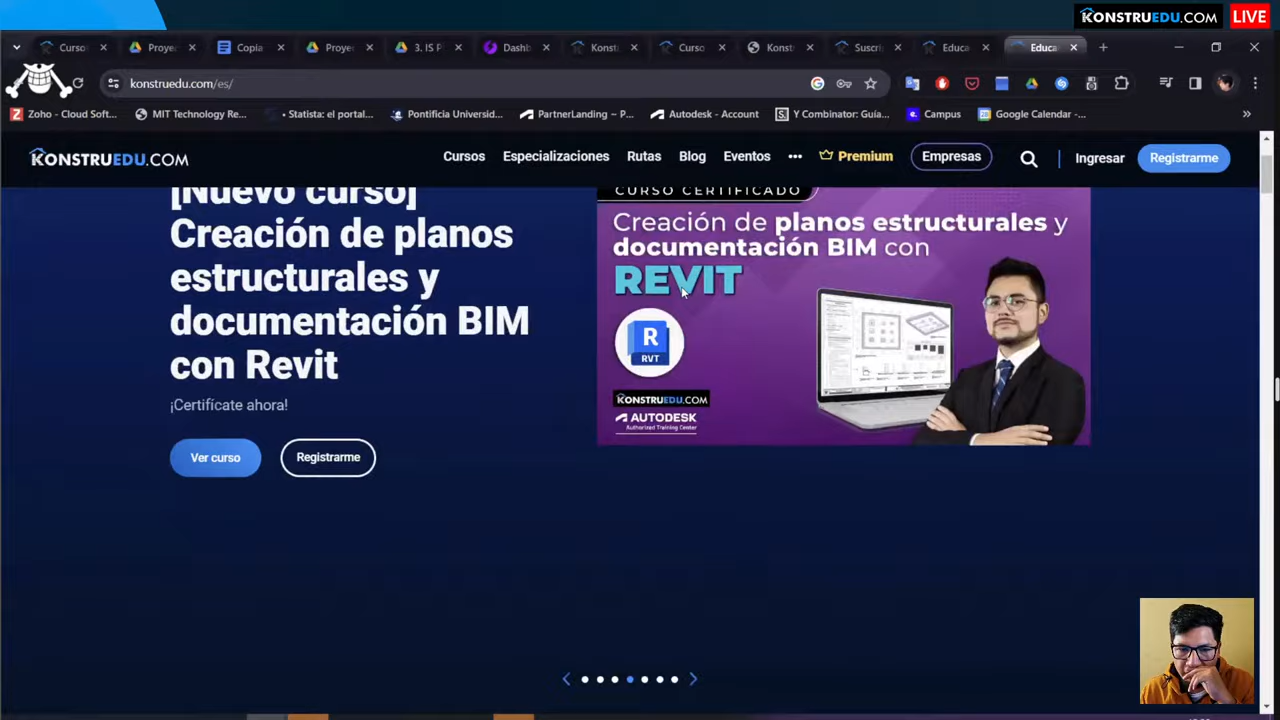 KONSTRUEDU.COM LIVE
Curso Proye Copia Proye 3. IS P Dashb Konst Curso Konst Suscri Educa Educa
konstruedu.com/es/
Zoho - Cloud Soft... MIT Technology Re... Statista: el portal... Pontificia Universid... PartnerLanding – P... Autodesk - Account Y Combinator: Guía... Campus Google Calendar -...
KONSTRUEDU.COM Cursos Especializaciones Rutas Blog Eventos ••• Premium Empresas Ingresar Registrarme
[Nuevo curso]
Creación de planos
estructurales y
documentación BIM
con Revit
¡Certifícate ahora!
Ver curso Registrarme
CURSO CERTIFICADO
Creación de planos estructurales y
documentación BIM con
REVIT
R
RVT
KONSTRUEDU.COM
AUTODESK
Authorized Training Center